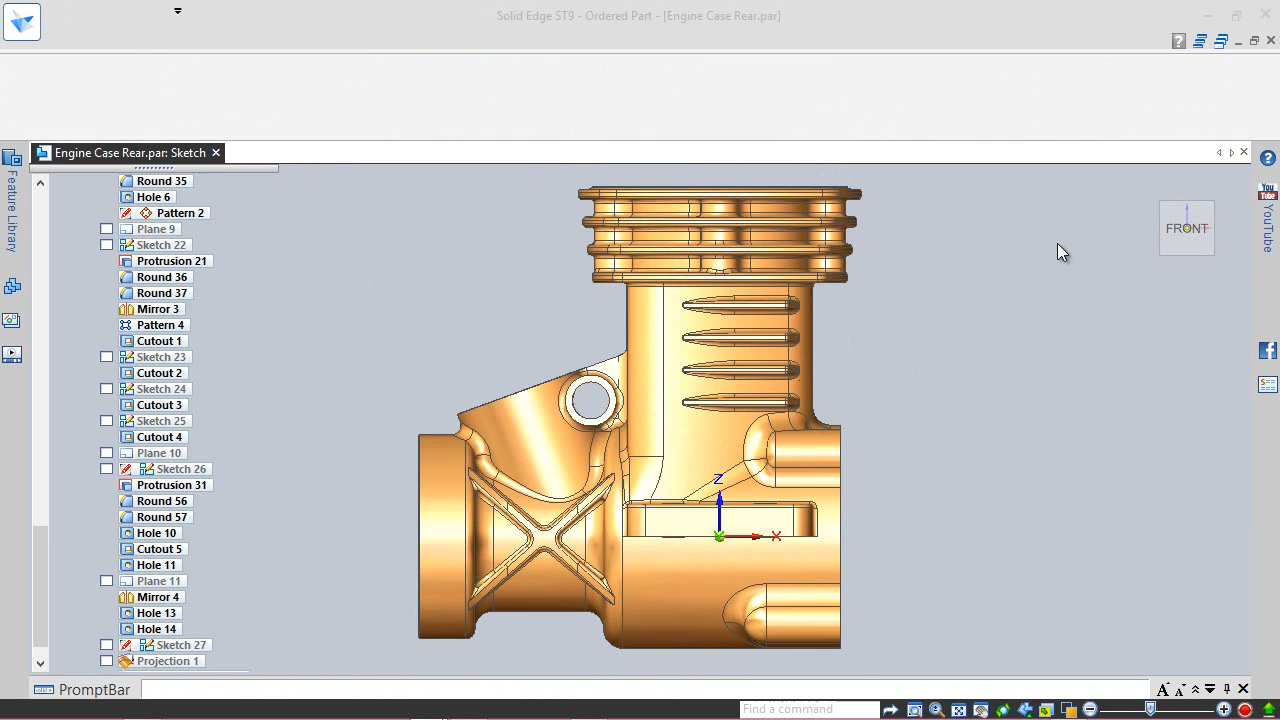 Solid Edge ST9 - Ordered Part - [Engine Case Rear.par]
Engine Case Rear.par: Sketch
Feature Library
Round 35
Hole 6
Pattern 2
Plane 9
Sketch 22
Protrusion 21
Round 36
Round 37
Mirror 3
Pattern 4
Cutout 1
Sketch 23
Cutout 2
Sketch 24
Cutout 3
Sketch 25
Cutout 4
Plane 10
Sketch 26
Protrusion 31
Round 56
Round 57
Hole 10
Cutout 5
Hole 11
Plane 11
Mirror 4
Hole 13
Hole 14
Sketch 27
Projection 1
FRONT
Z
X
You Tube
YouTube
PromptBar
Find a command